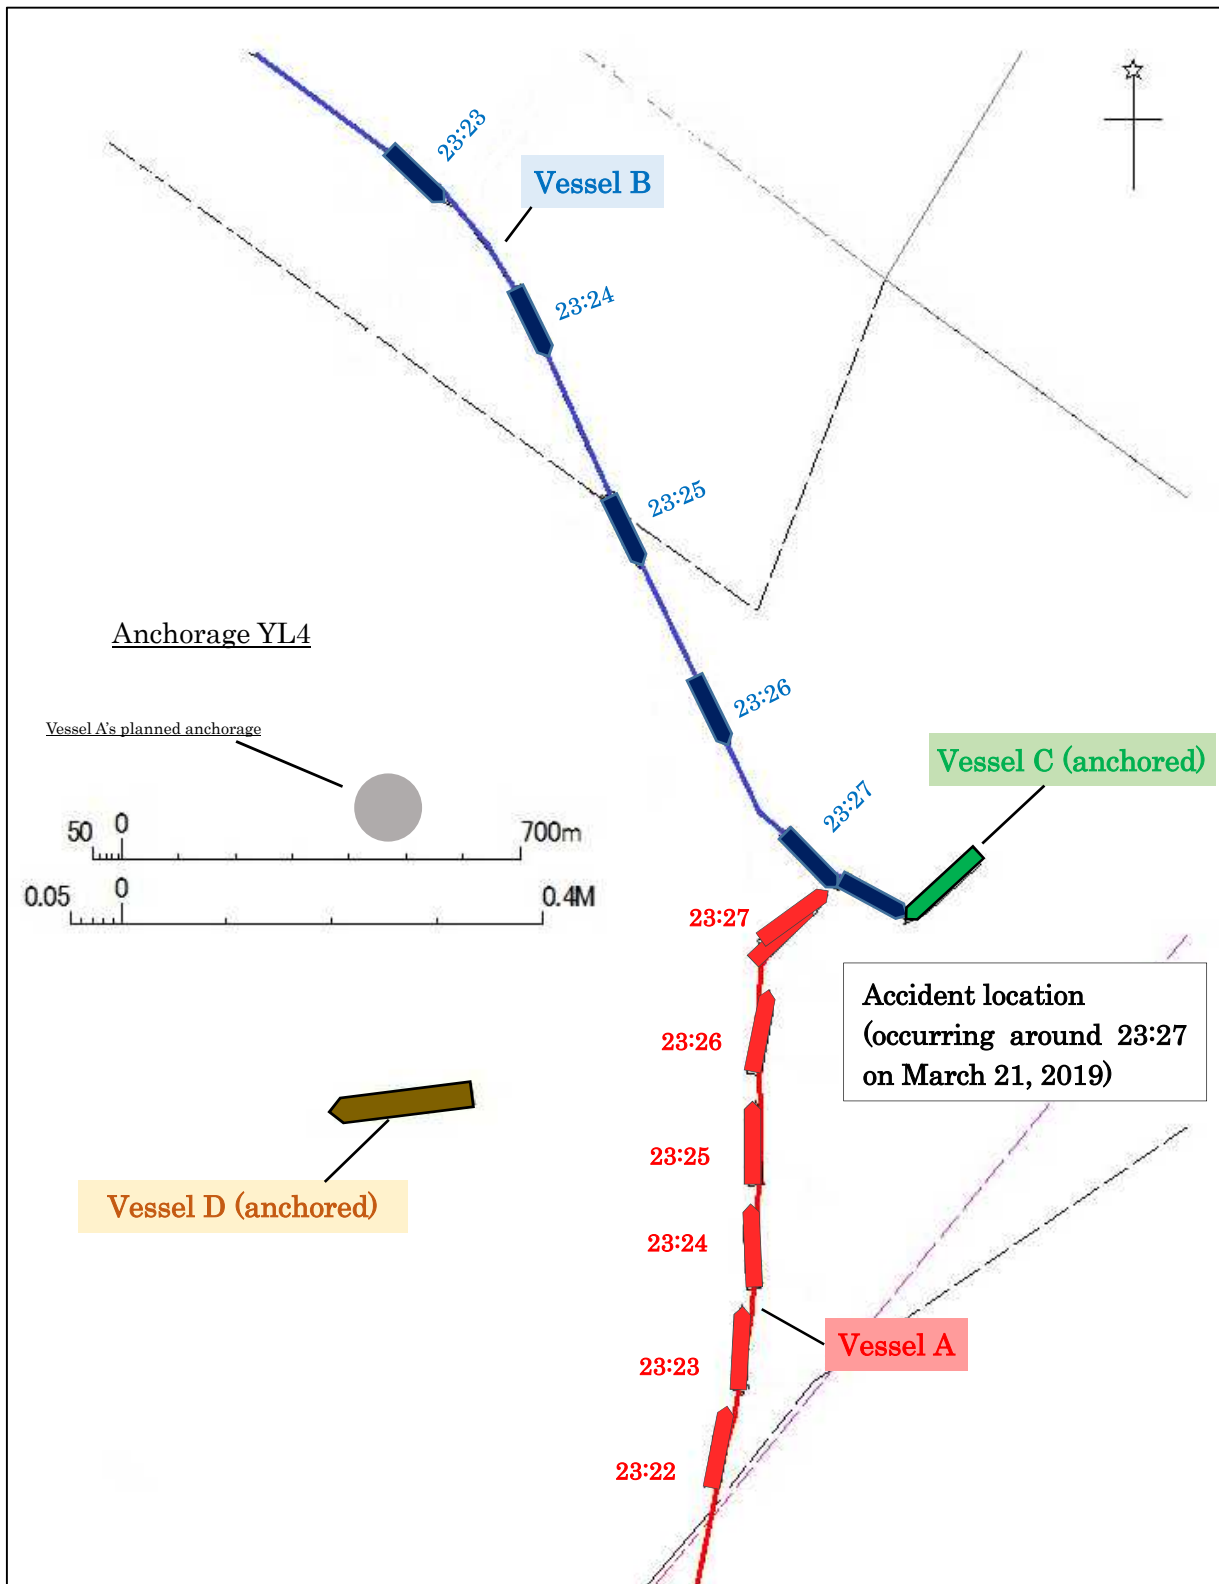 23:23
Vessel B
23:24
23:25
Anchorage YL4
23:26
Vessel A's planned anchorage
Vessel C (anchored)
23:27
50 0 700m
0.05 0 0.4M
23:27
Accident location
(occurring around 23:27
on March 21, 2019)
23:26
23:25
Vessel D (anchored)
23:24
Vessel A
23:23
23:22